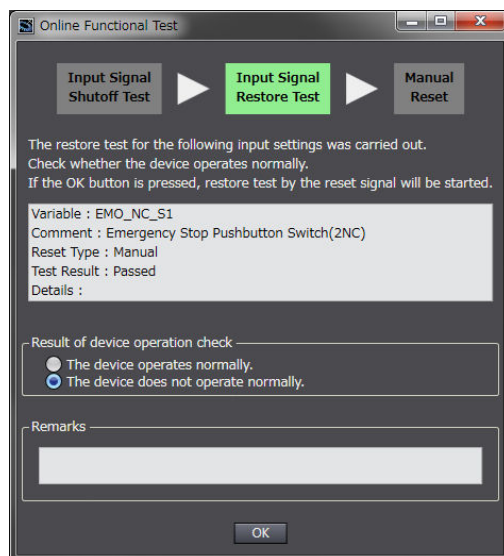 Online Functional Test
Input Signal
Shutoff Test
Input Signal
Restore Test
Manual
Reset
The restore test for the following input settings was carried out.
Check whether the device operates normally.
If the OK button is pressed, restore test by the reset signal will be started.
Variable : EMO_NC_S1
Comment : Emergency Stop Pushbutton Switch(2NC)
Reset Type : Manual
Test Result : Passed
Details :
Result of device operation check
The device operates normally.
The device does not operate normally.
Remarks
OK